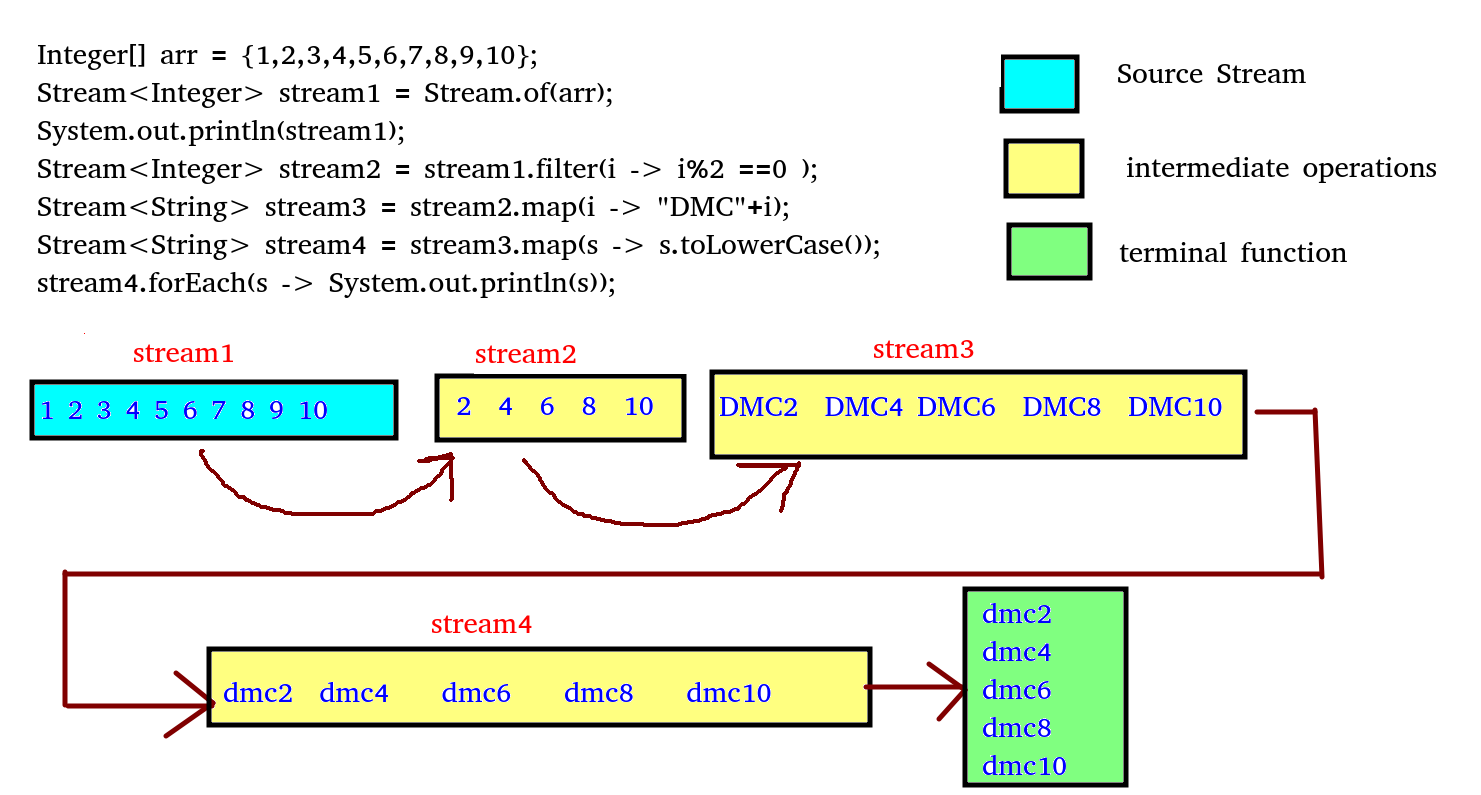 Integer[] arr = {1,2,3,4,5,6,7,8,9,10};
Stream<Integer> stream1 = Stream.of(arr);
System.out.println(stream1);
Stream<Integer> stream2 = stream1.filter(i -> i%2 ==0 );
Stream<String> stream3 = stream2.map(i -> "DMC"+i);
Stream<String> stream4 = stream3.map(s -> s.toLowerCase());
stream4.forEach(s -> System.out.println(s));
Source Stream
intermediate operations
terminal function
stream1
1 2 3 4 5 6 7 8 9 10
stream2
2 4 6 8 10
stream3
DMC2 DMC4 DMC6 DMC8 DMC10
stream4
dmc2 dmc4 dmc6 dmc8 dmc10
dmc2
dmc4
dmc6
dmc8
dmc10